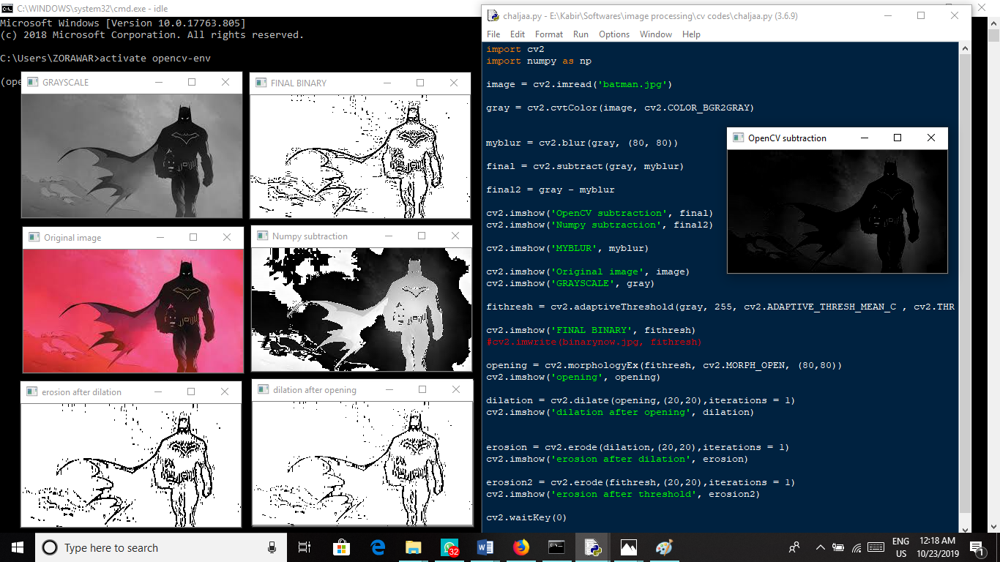 C:\WINDOWS\system32\cmd.exe - idle
Microsoft Windows [Version 10.0.17763.805]
(c) 2018 Microsoft Corporation. All rights reserved.
C:\Users\ZORAWAR>activate opencv-env
(ope
GRAYSCALE
FINAL BINARY
Original image
Numpy subtraction
erosion after dilation
dilation after opening
chaljaa.py - E:\Kabir\Softwares\image processing\cv codes\chaljaa.py (3.6.9)
File Edit Format Run Options Window Help
import cv2
import numpy as np
image = cv2.imread('batman.jpg')
gray = cv2.cvtColor(image, cv2.COLOR_BGR2GRAY)
myblur = cv2.blur(gray, (80, 80))
final = cv2.subtract(gray, myblur)
final2 = gray - myblur
cv2.imshow('OpenCV subtraction', final)
cv2.imshow('Numpy subtraction', final2)
cv2.imshow('MYBLUR', myblur)
cv2.imshow('Original image', image)
cv2.imshow('GRAYSCALE', gray)
fithresh = cv2.adaptiveThreshold(gray, 255, cv2.ADAPTIVE_THRESH_MEAN_C , cv2.THR
cv2.imshow('FINAL BINARY', fithresh)
#cv2.imwrite(binarynow.jpg, fithresh)
opening = cv2.morphologyEx(fithresh, cv2.MORPH_OPEN, (80,80))
cv2.imshow('opening', opening)
dilation = cv2.dilate(opening,(20,20),iterations = 1)
cv2.imshow('dilation after opening', dilation)
erosion = cv2.erode(dilation,(20,20),iterations = 1)
cv2.imshow('erosion after dilation', erosion)
erosion2 = cv2.erode(fithresh,(20,20),iterations = 1)
cv2.imshow('erosion after threshold', erosion2)
cv2.waitKey(0)
OpenCV subtraction
Type here to search
32
ENG
US
12:18 AM
10/23/2019
1